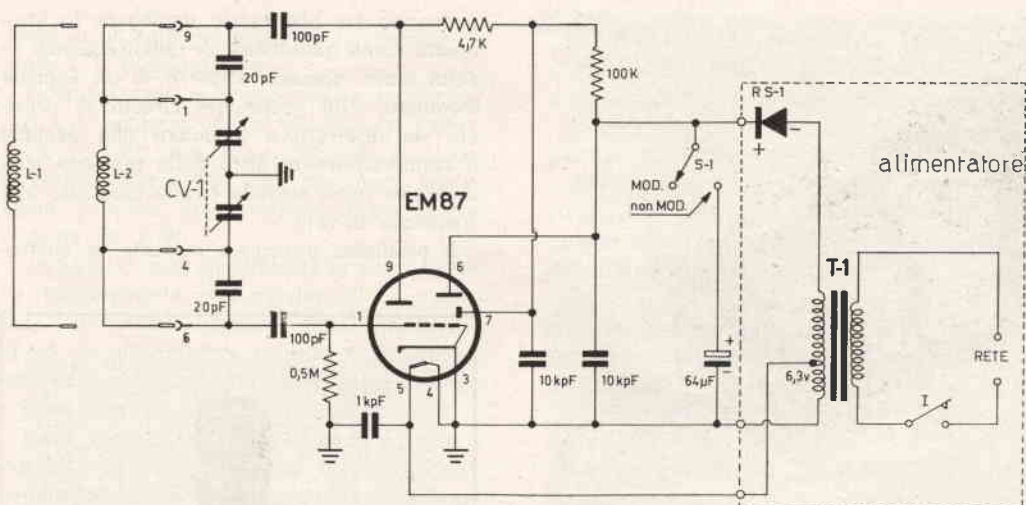 9
100pF
4,7K
20pF
100K
RS-1
+
-
alimentatore
1
L-1
L-2
CV-1
S-1
MOD.
non MOD.
EM87
9
6
7
4
20pF
6
100pF
1
T-1
0,5M
5
4
3
10kpF
10kpF
+
-
64µF
6,3v
RETE
1kpF
I